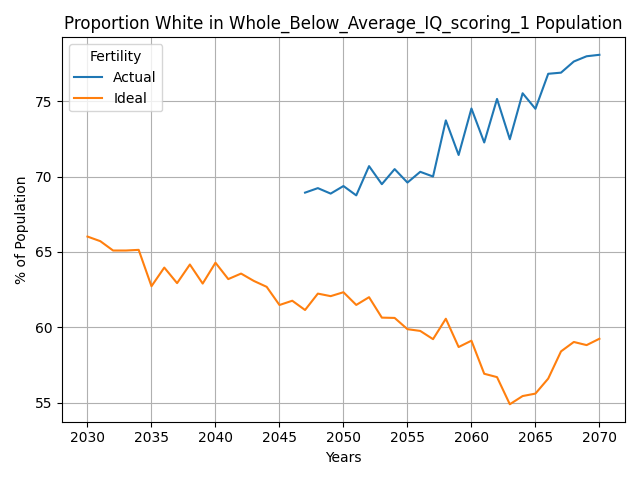 Proportion White in Whole_Below_Average_IQ_scoring_1 Population
Fertility
Actual
Ideal
% of Population
75
70
65
60
55
2030 2035 2040 2045 2050 2055 2060 2065 2070
Years